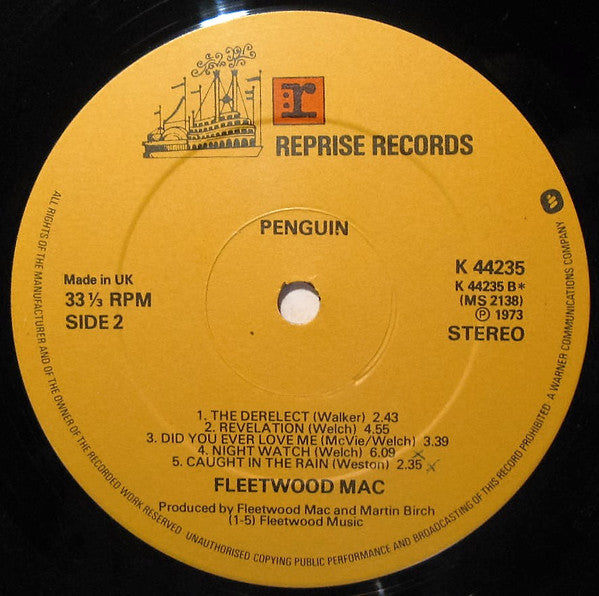 :r
REPRISE RECORDS
PENGUIN
Made in UK
33 ⅓ RPM
SIDE 2
K 44235
K 44235 B*
(MS 2138)
Ⓟ 1973
STEREO
1. THE DERELECT (Walker) 2.43
2. REVELATION (Welch) 4.55
3. DID YOU EVER LOVE ME (McVie/Welch) 3.39
4. NIGHT WATCH (Welch) 6.09
5. CAUGHT IN THE RAIN (Weston) 2.35
FLEETWOOD MAC
Produced by Fleetwood Mac and Martin Birch
(1-5) Fleetwood Music
ALL RIGHTS OF THE MANUFACTURER AND OF THE OWNER OF THE RECORDED WORK RESERVED. UNAUTHORISED COPYING PUBLIC PERFORMANCE AND BROADCASTING OF THIS RECORD PROHIBITED. A WARNER COMMUNICATIONS COMPANY